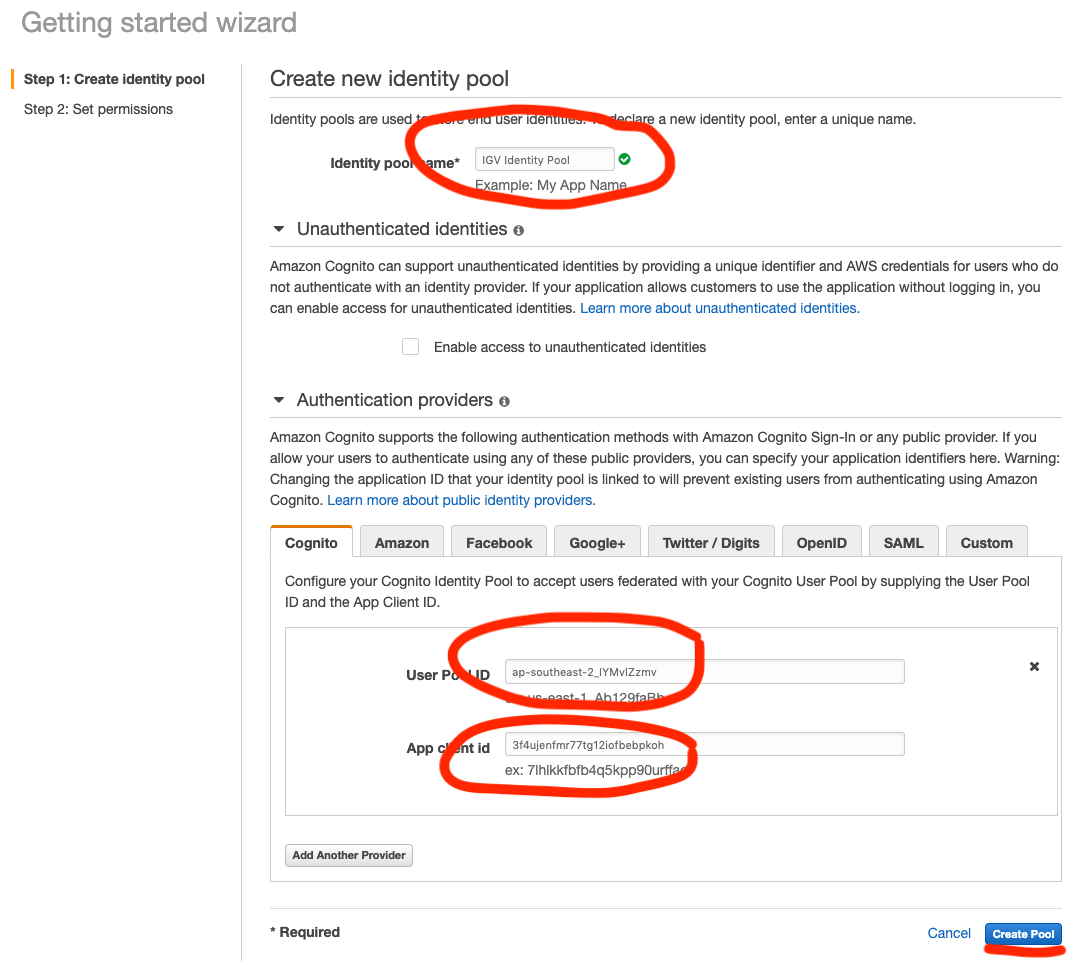 Getting started wizard
Step 1: Create identity pool
Step 2: Set permissions
Create new identity pool
Identity pools are used to store end user identities. To declare a new identity pool, enter a unique name.
Identity pool name*
IGV Identity Pool
Example: My App Name
Unauthenticated identities
Amazon Cognito can support unauthenticated identities by providing a unique identifier and AWS credentials for users who do
not authenticate with an identity provider. If your application allows customers to use the application without logging in, you
can enable access for unauthenticated identities. Learn more about unauthenticated identities.
Enable access to unauthenticated identities
Authentication providers
Amazon Cognito supports the following authentication methods with Amazon Cognito Sign-In or any public provider. If you
allow your users to authenticate using any of these public providers, you can specify your application identifiers here. Warning:
Changing the application ID that your identity pool is linked to will prevent existing users from authenticating using Amazon
Cognito. Learn more about public identity providers.
Cognito Amazon Facebook Google+ Twitter / Digits OpenID SAML Custom
Configure your Cognito Identity Pool to accept users federated with your Cognito User Pool by supplying the User Pool
ID and the App Client ID.
User Pool ID
ap-southeast-2_IYMvIZzmv
us-east-1_Ab129faBb
App client id
3f4ujenfmr77tg12iofbebpkoh
ex: 7lhlkkfbfb4q5kpp90urffao
Add Another Provider
* Required
Cancel Create Pool